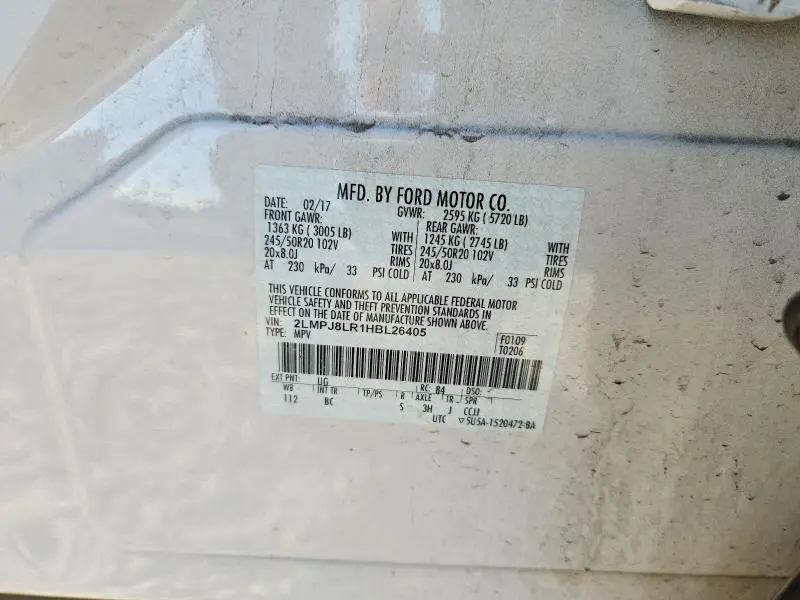 MFD. BY FORD MOTOR CO.
DATE: 02/17 GVWR: 2595 KG ( 5720 LB)
FRONT GAWR: REAR GAWR:
1363 KG ( 3005 LB) WITH 1245 KG ( 2745 LB) WITH
245/50R20 102V TIRES 245/50R20 102V TIRES
20x8.0J RIMS 20x8.0J RIMS
AT 230 kPa/ 33 PSI COLD AT 230 kPa/ 33 PSI COLD
THIS VEHICLE CONFORMS TO ALL APPLICABLE FEDERAL MOTOR
VEHICLE SAFETY AND THEFT PREVENTION STANDARDS IN
EFFECT ON THE DATE OF MANUFACTURE SHOWN ABOVE.
VIN: 2LMPJ8LR1HBL26405 F0109
TYPE: MPV T0206
EXT PNT: UG RC: 84 DSO:
WB INT TR TP/PS R AXLE TR SPR
112 BC S 3H J CCJJ
UTC ▽5U5A-1520472-BA